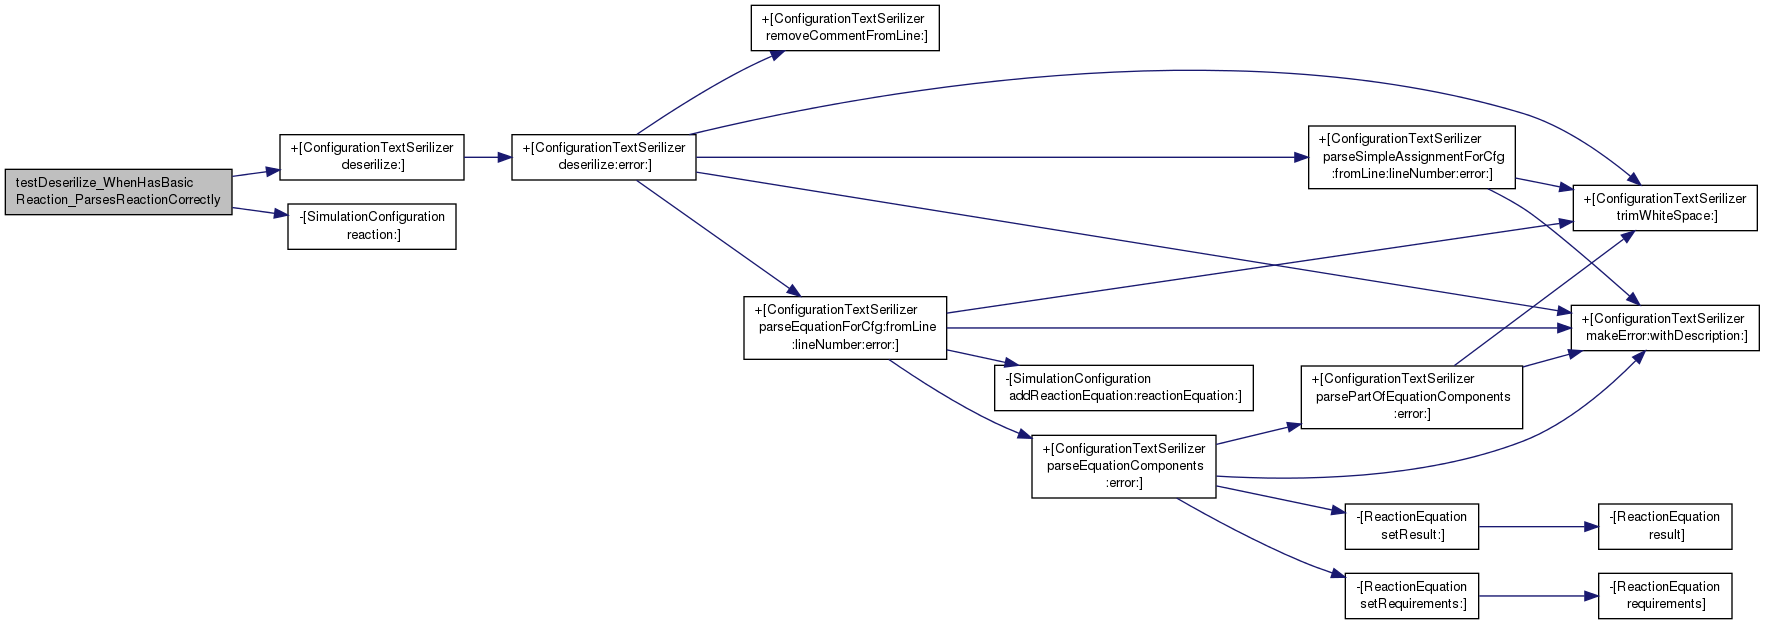 testDeserilize_WhenHasBasic
Reaction_ParsesReactionCorrectly
+[ConfigurationTextSerilizer
deserilize:]
-[SimulationConfiguration
reaction:]
+[ConfigurationTextSerilizer
deserilize:error:]
+[ConfigurationTextSerilizer
removeCommentFromLine:]
+[ConfigurationTextSerilizer
parseEquationForCfg:fromLine
:lineNumber:error:]
-[SimulationConfiguration
addReactionEquation:reactionEquation:]
+[ConfigurationTextSerilizer
parseEquationComponents
:error:]
+[ConfigurationTextSerilizer
parseSimpleAssignmentForCfg
:fromLine:lineNumber:error:]
+[ConfigurationTextSerilizer
parsePartOfEquationComponents
:error:]
-[ReactionEquation
setResult:]
-[ReactionEquation
setRequirements:]
+[ConfigurationTextSerilizer
trimWhiteSpace:]
+[ConfigurationTextSerilizer
makeError:withDescription:]
-[ReactionEquation
result]
-[ReactionEquation
requirements]